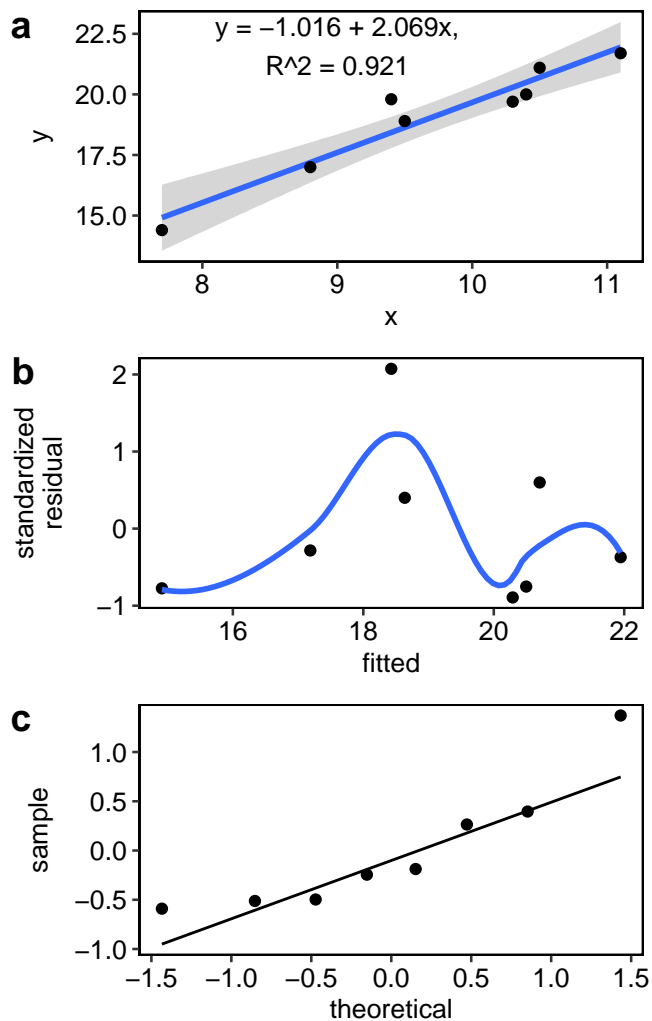 a
y = −1.016 + 2.069x,
R^2 = 0.921
22.5
20.0
17.5
15.0
y
8 9 10 11
x
b
2
1
0
−1
standardized
residual
16 18 20 22
fitted
c
1.0
0.5
0.0
−0.5
−1.0
sample
−1.5 −1.0 −0.5 0.0 0.5 1.0 1.5
theoretical